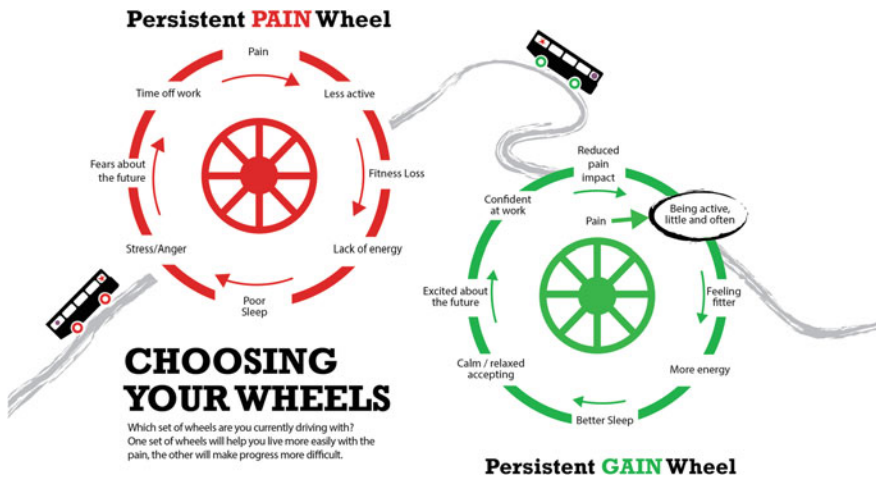 Persistent PAIN Wheel
Pain
Less active
Fitness Loss
Lack of energy
Poor
Sleep
Stress/Anger
Fears about
the future
Time off work
CHOOSING
YOUR WHEELS
Which set of wheels are you currently driving with?
One set of wheels will help you live more easily with the
pain, the other will make progress more difficult.
Reduced
pain
impact
Pain
Being active,
little and often
Feeling
fitter
More energy
Better Sleep
Calm / relaxed
accepting
Excited about
the future
Confident
at work
Persistent GAIN Wheel